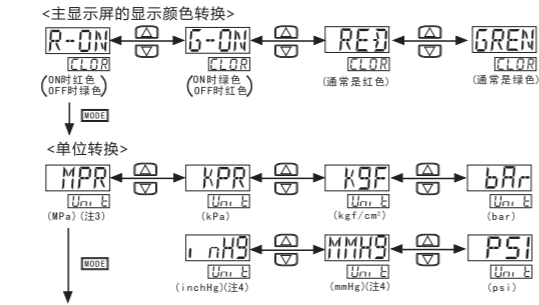 <主显示屏的显示颜色转换>
R-ON G-ON RED GREN
CLOR CLOR CLOR CLOR
(ON时红色 OFF时绿色) (ON时绿色 OFF时红色) (通常是红色) (通常是绿色)
MODE
<单位转换>
MPR KPR KgF bAr
Unit Unit Unit Unit
(MPa)(注3) (kPa) (kgf/cm²) (bar)
inHg MMHg PSI
Unit Unit Unit
MODE
(inchHg)(注4) (mmHg)(注4) (psi)